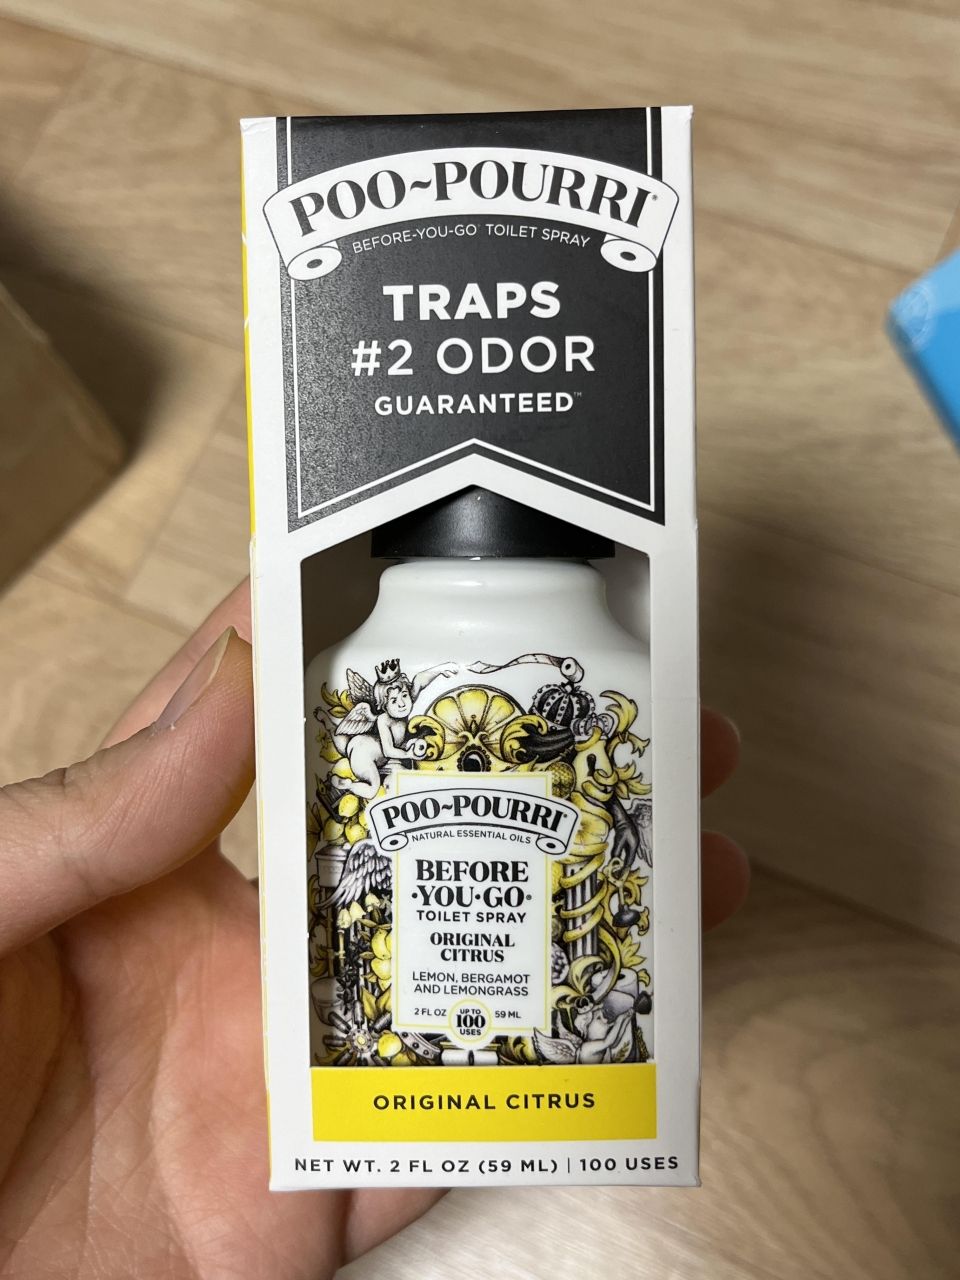 POO~POURRI®
BEFORE-YOU-GO® TOILET SPRAY
TRAPS
#2 ODOR
GUARANTEED™
POO~POURRI®
NATURAL ESSENTIAL OILS
BEFORE
·YOU·GO®
TOILET SPRAY
ORIGINAL
CITRUS
LEMON, BERGAMOT
AND LEMONGRASS
2 FL OZ UP TO 100 USES 59 ML
ORIGINAL CITRUS
NET WT. 2 FL OZ (59 ML) | 100 USES